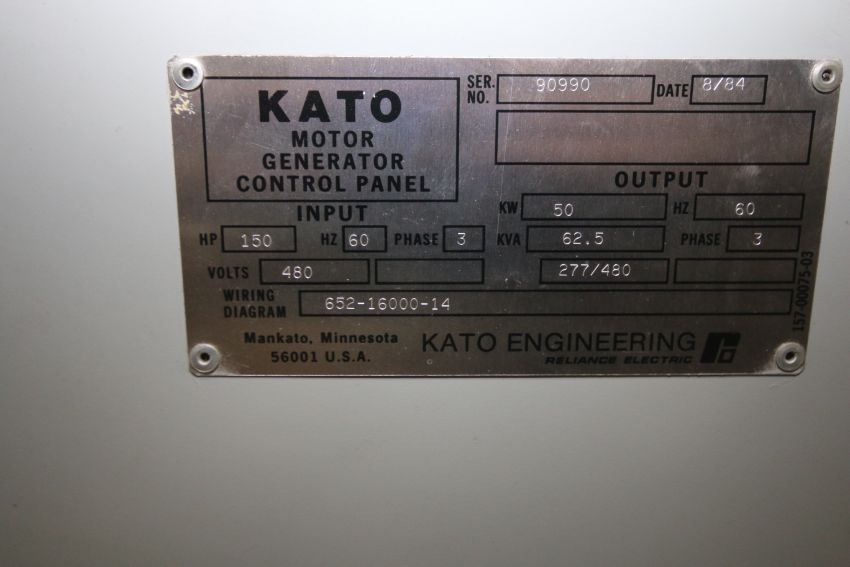 KATO
MOTOR
GENERATOR
CONTROL PANEL
SER. NO. 90990 DATE 8/84
INPUT
HP 150 HZ 60 PHASE 3
VOLTS 480
OUTPUT
KW 50 HZ 60
KVA 62.5 PHASE 3
277/480
WIRING DIAGRAM 652-16000-14
Mankato, Minnesota
56001 U.S.A.
KATO ENGINEERING
RELIANCE ELECTRIC
157-00075-03